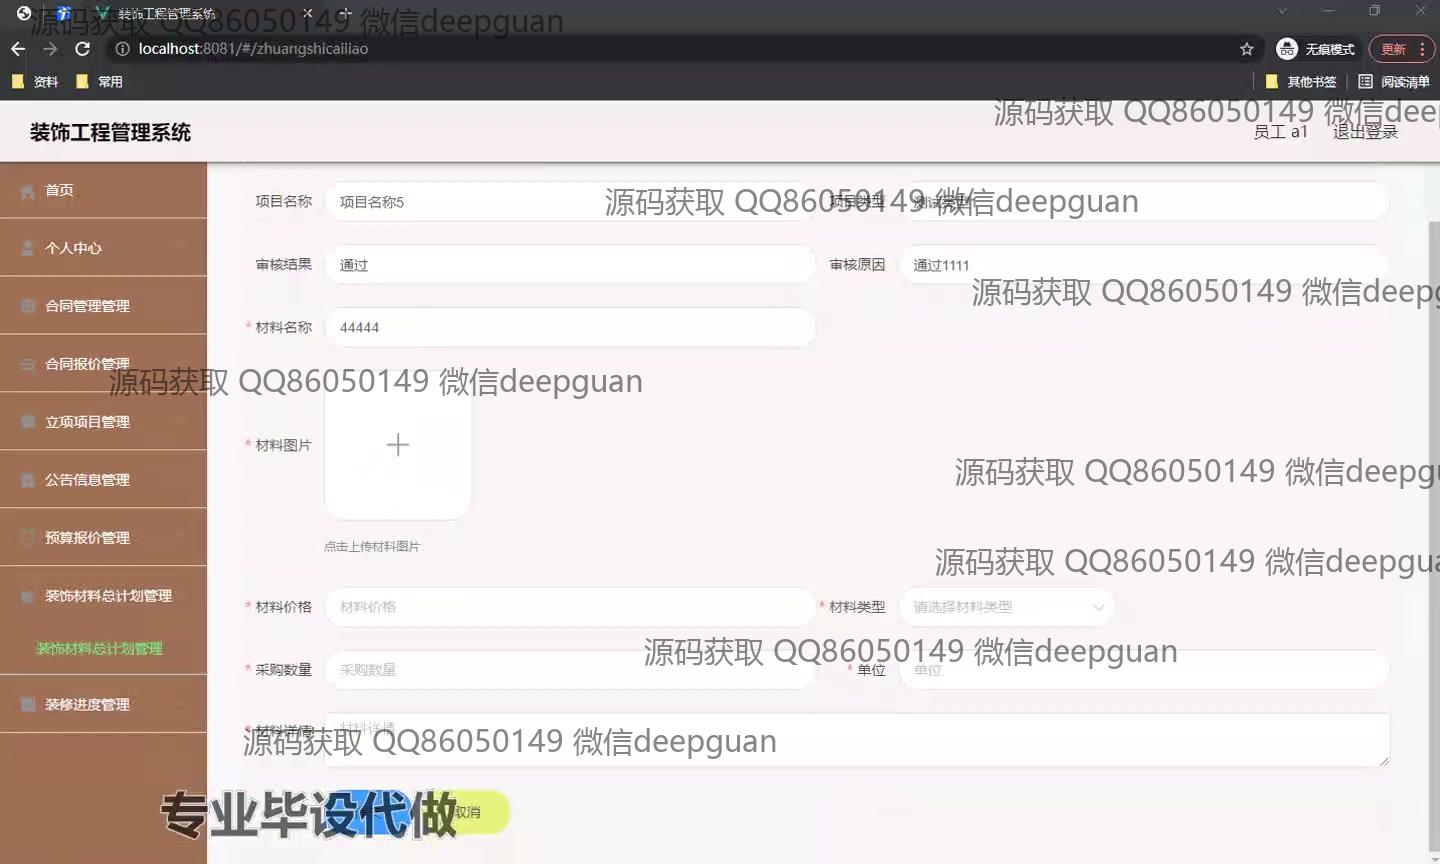 装饰工程管理系统
源码获取 QQ86050149 微信deepguan
localhost:8081/#/zhuangshicailiao
无痕模式
更新
资料
常用
其他书签
阅读清单
装饰工程管理系统
源码获取 QQ86050149 微信deep
员工 a1
退出登录
首页
项目名称
项目名称5
源码获取 QQ86050149 微信deepguan
项目类型
测试类型1
个人中心
审核结果
通过
审核原因
通过1111
源码获取 QQ86050149 微信deepg
合同管理管理
* 材料名称
44444
合同报价管理
源码获取 QQ86050149 微信deepguan
立项项目管理
* 材料图片
源码获取 QQ86050149 微信deepgu
公告信息管理
预算报价管理
点击上传材料图片
源码获取 QQ86050149 微信deepgua
装饰材料总计划管理
* 材料价格
材料价格
* 材料类型
请选择材料类型
装饰材料总计划管理
源码获取 QQ86050149 微信deepguan
* 采购数量
采购数量
* 单位
单位
装修进度管理
* 材料详情
材料详情
源码获取 QQ86050149 微信deepguan
专业毕设代做
取消